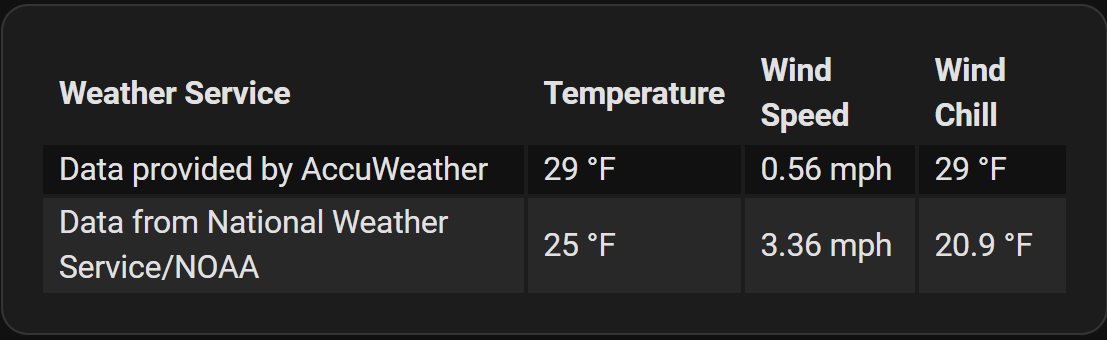 Weather Service Temperature Wind Speed Wind Chill
Data provided by AccuWeather 29 °F 0.56 mph 29 °F
Data from National Weather Service/NOAA 25 °F 3.36 mph 20.9 °F